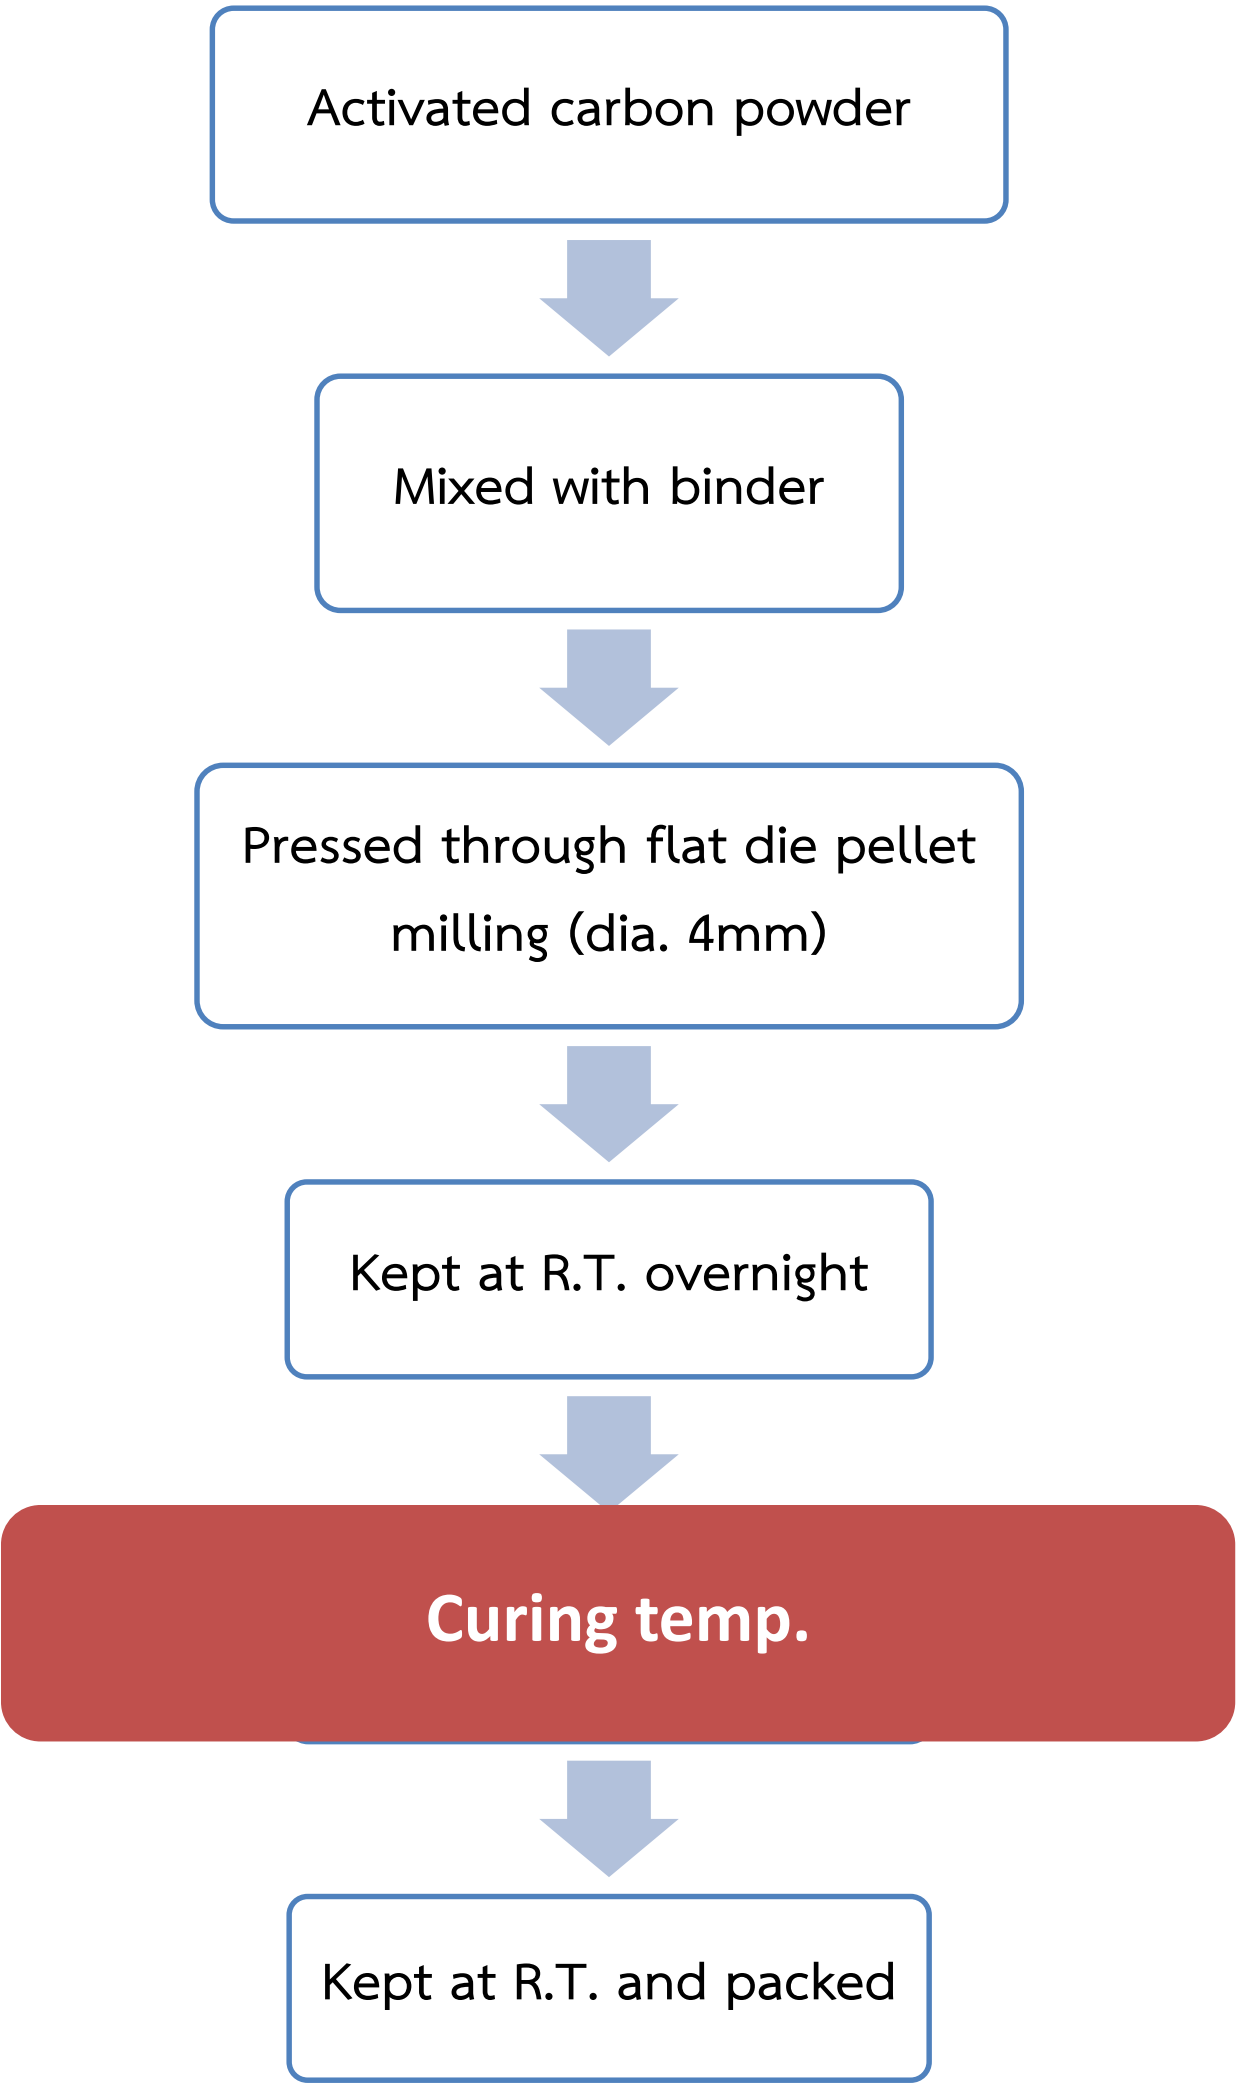 Activated carbon powder
Mixed with binder
Pressed through flat die pellet
milling (dia. 4mm)
Kept at R.T. overnight
Curing temp.
Kept at R.T. and packed